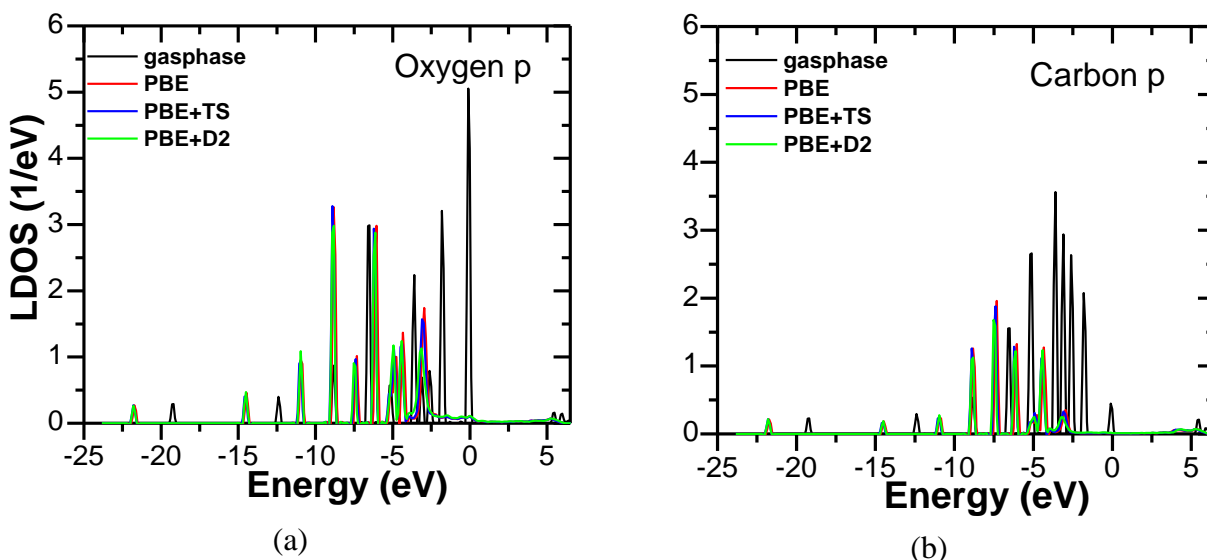 6
5
4
3
2
1
0
LDOS (1/eV)
gasphase
PBE
PBE+TS
PBE+D2
Oxygen p
-25 -20 -15 -10 -5 0 5
Energy (eV)
(a)
6
5
4
3
2
1
0
gasphase
PBE
PBE+TS
PBE+D2
Carbon p
-25 -20 -15 -10 -5 0 5
Energy (eV)
(b)